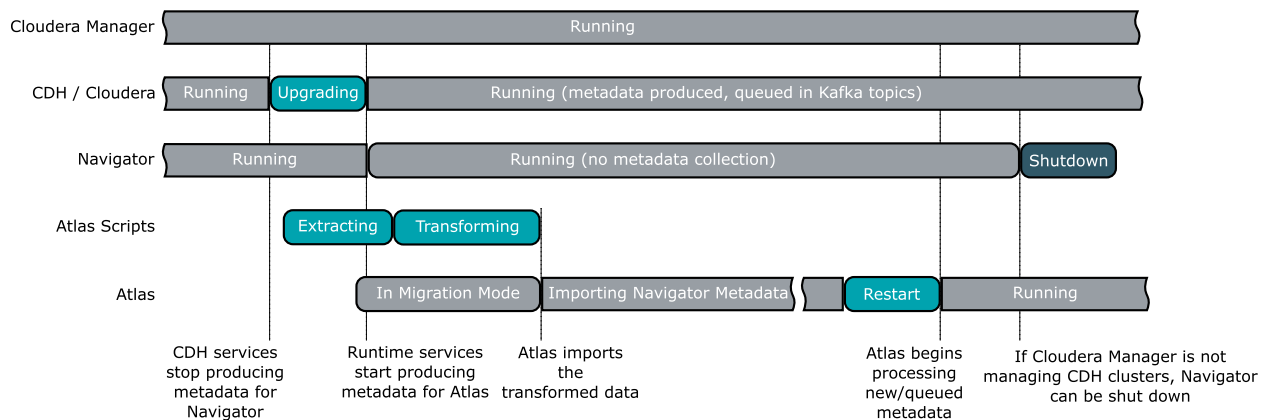 Cloudera Manager
Running
CDH / Cloudera
Running
Upgrading
Running (metadata produced, queued in Kafka topics)
Navigator
Running
Running (no metadata collection)
Shutdown
Atlas Scripts
Extracting
Transforming
Atlas
In Migration Mode
Importing Navigator Metadata
Restart
Running
CDH services
stop producing
metadata for
Navigator
Runtime services
start producing
metadata for Atlas
Atlas imports
the
transformed data
Atlas begins
processing
new/queued
metadata
If Cloudera Manager is not
managing CDH clusters, Navigator
can be shut down